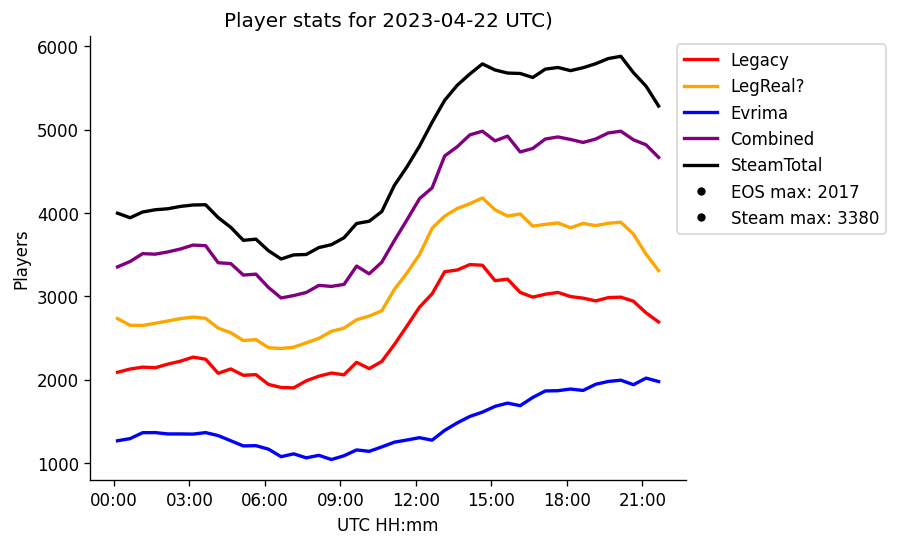 Player stats for 2023-04-22 UTC)
6000
5000
4000
3000
2000
1000
Players
00:00 03:00 06:00 09:00 12:00 15:00 18:00 21:00
UTC HH:mm
Legacy
LegReal?
Evrima
Combined
SteamTotal
EOS max: 2017
Steam max: 3380